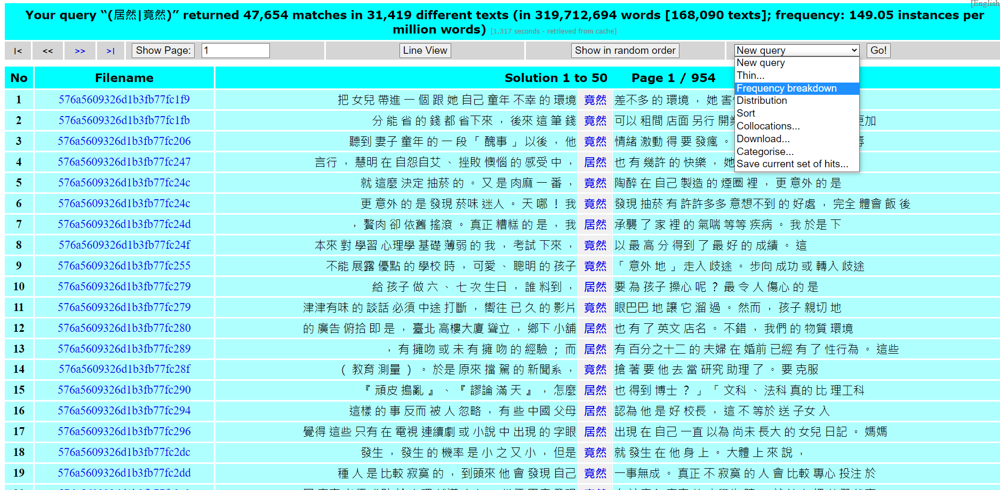 [English
Your query “(居然|竟然)” returned 47,654 matches in 31,419 different texts (in 319,712,694 words [168,090 texts]; frequency: 149.05 instances per
million words) [1.317 seconds - retrieved from cache]
|< << >> >| Show Page: 1 Line View Show in random order New query Go!
New query
Thin...
Frequency breakdown
Distribution
Sort
Collocations...
Download...
Categorise...
Save current set of hits...
No Filename Solution 1 to 50 Page 1 / 954
1 576a5609326d1b3fb77fc1f9 把 女兒 帶進 一 個 跟 她 自己 童年 不幸 的 環境 竟然 差不多 的 環境 ， 她 害
2 576a5609326d1b3fb77fc1fb 分 能 省 的 錢 都 省下來 ， 後來 這 筆 錢 竟然 可以 租間 店面 另行 開 更加
3 576a5609326d1b3fb77fc206 聽到 妻子 童年 的 一 段 「 醜事 」 以後 ， 他 竟然 情緒 激動 得 要 發瘋 。
4 576a5609326d1b3fb77fc247 言行 ， 慧明 在 自怨自艾 、 挫敗 懊惱 的 感受 中 ， 居然 也 有 幾許 的 快樂 ， 她
5 576a5609326d1b3fb77fc24c 就 這麼 決定 抽菸 的 。 又 是 肉麻 一 番 ， 竟然 陶醉 在 自己 製造 的 煙圈 裡 ， 更 意外 的 是
6 576a5609326d1b3fb77fc24c 更 意外 的 是 發現 菸味 迷人 。 天 哪 ！ 我 竟然 發現 抽菸 有 許許多多 意想不到 的 好處 ， 完全 體會 飯 後
7 576a5609326d1b3fb77fc24d ， 贅肉 卻 依舊 搖滾 。 真正 糟糕 的 是 ， 我 居然 承襲 了 家 裡 的 氣喘 等等 疾病 。 我 於是 下
8 576a5609326d1b3fb77fc24f 本來 對 學習 心理學 基礎 薄弱 的 我 ， 考試 下來 ， 竟然 以 最 高 分 得到 了 最 好 的 成績 。 這
9 576a5609326d1b3fb77fc255 不能 展露 優點 的 學校 時 ， 可愛 、 聰明 的 孩子 竟然 「 意外 地 」 走入 歧途 。 步向 成功 或 轉入 歧途
10 576a5609326d1b3fb77fc279 給 孩子 做 六 、 七 次 生日 ， 誰 料到 ， 居然 要 為 孩子 操心 呢 ？ 最 令 人 傷心 的 是
11 576a5609326d1b3fb77fc279 津津有味 的 談話 必須 中途 打斷 ， 嚮往 已 久 的 影片 竟然 眼巴巴 地 讓 它 溜 過 。 然而 ， 孩子 親切 地
12 576a5609326d1b3fb77fc280 的 廣告 俯拾 即 是 ， 臺北 高樓大廈 聳立 ， 鄉下 小舖 居然 也 有 了 英文 店名 。 不錯 ， 我們 的 物質 環境
13 576a5609326d1b3fb77fc289 ， 有 擁吻 或 未 有 擁 吻 的 經驗 ； 而 居然 有 百分之十二 的 夫婦 在 婚前 已經 有 了 性行為 。 這些
14 576a5609326d1b3fb77fc28f （ 教育 測量 ） 。 於是 原來 擋 駕 的 新聞系 ， 竟然 搶 著 要 他 去 當 研究 助理 了 。 要 克服
15 576a5609326d1b3fb77fc290 『 頑皮 搗亂 』 、 『 謬論 滿 天 』 ， 怎麼 居然 也 得到 博士 ？ 」 「 文科 、 法科 真的 比 理工科
16 576a5609326d1b3fb77fc294 這樣 的 事 反而 被 人 忽略 ， 有 些 中國 父母 居然 認為 他 是 好 校長 ， 這 不 等於 送 子女 入
17 576a5609326d1b3fb77fc296 覺得 這些 只有 在 電視 連續劇 或 小說 中 出現 的 字眼 居然 出現 在 自己 一直 以為 尚未 長大 的 女兒 日記 。 媽媽
18 576a5609326d1b3fb77fc2dc 發生 ， 發生 的 機率 是 小 之 又 小 ， 但是 竟然 就 發生 在 他 身 上 。 大體 上 來 說 ，
19 576a5609326d1b3fb77fc2dd 種 人 是 比較 寂寞 的 ， 到頭來 他 會 發現 自己 竟然 一事無成 。 真正 不 寂寞 的 人 會 比較 專心 投注 於